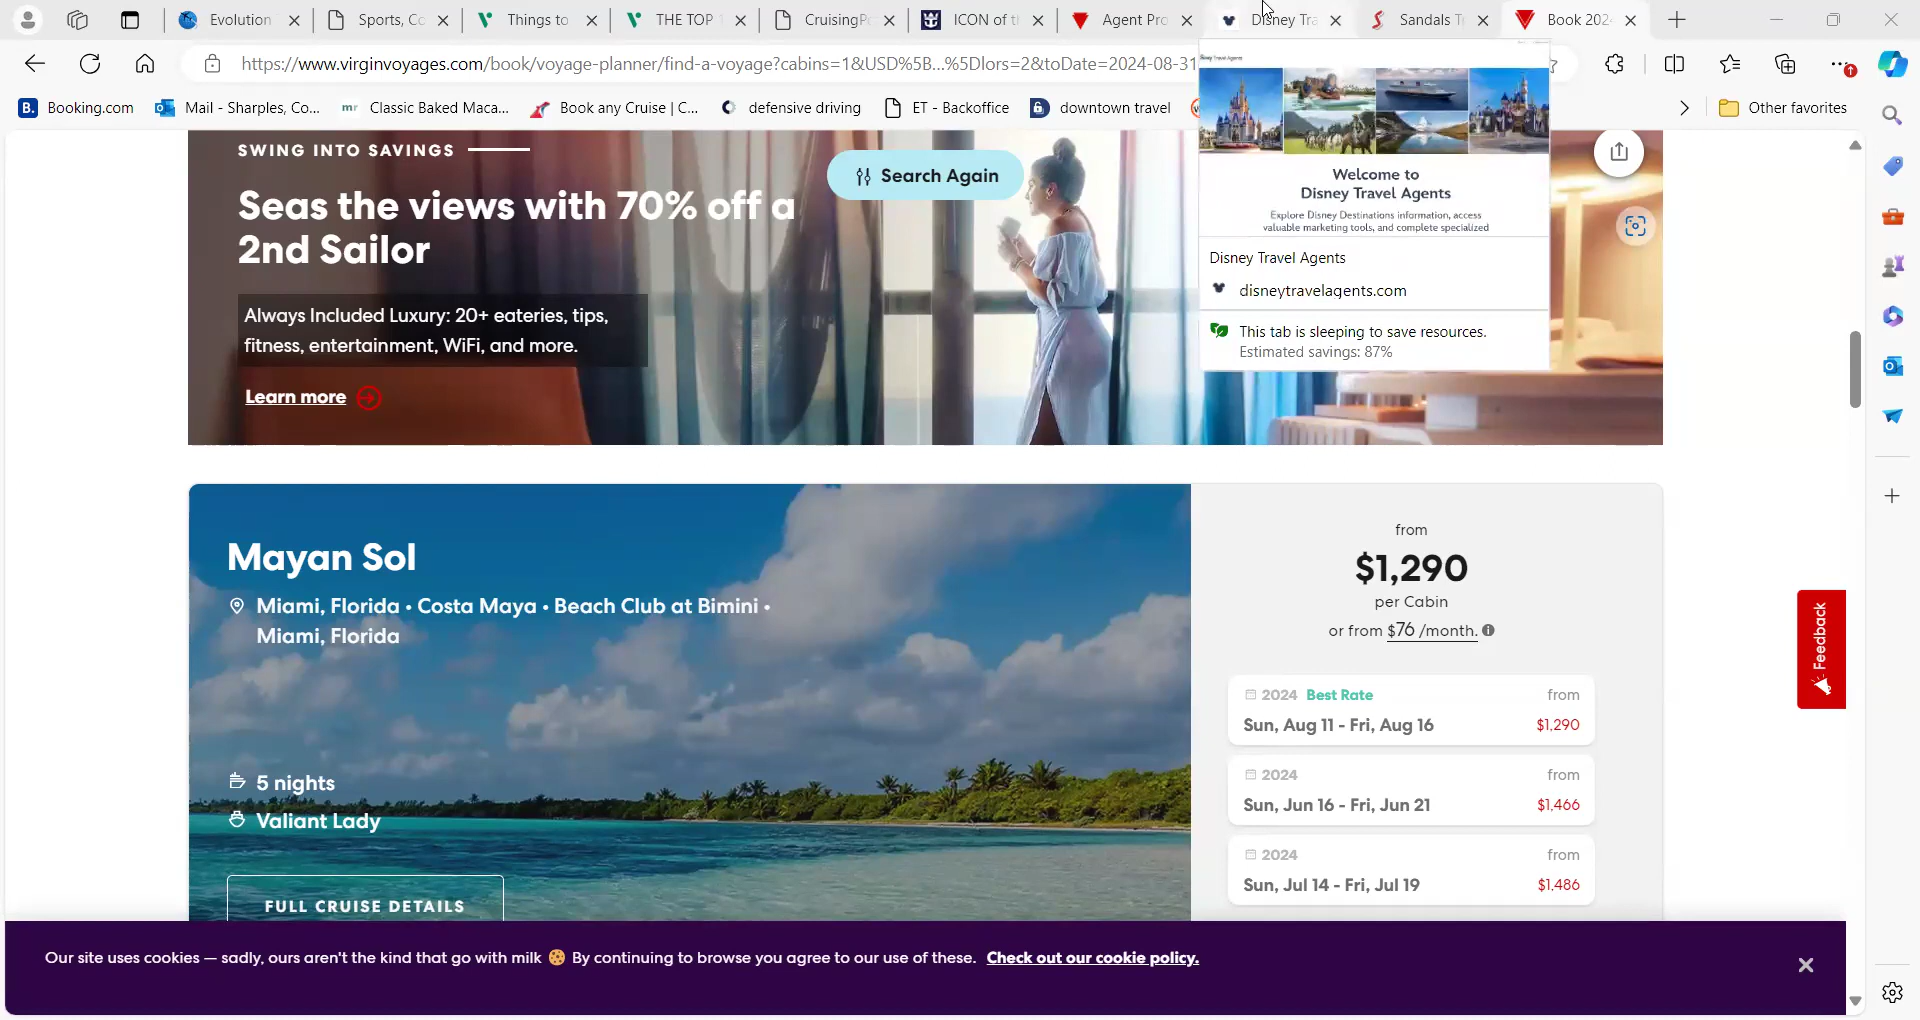 Evolution
Sports, Co
Things to
THE TOP
CruisingPo
ICON of t
Agent Pro
Disney Tra
Sandals T
Book 202
https://www.virginvoyages.com/book/voyage-planner/find-a-voyage?cabins=1&USD%5B...%5Dlors=2&toDate=2024-08-31
B. Booking.com
Mail - Sharples, Co...
mr Classic Baked Maca...
Book any Cruise | C...
defensive driving
ET - Backoffice
downtown travel
Other favorites
Disney Travel Agents
Welcome to
Disney Travel Agents
Explore Disney Destinations information, access
valuable marketing tools, and complete specialized
Disney Travel Agents
disneytravelagents.com
This tab is sleeping to save resources.
Estimated savings: 87%
SWING INTO SAVINGS
Search Again
Seas the views with 70% off a
2nd Sailor
Always Included Luxury: 20+ eateries, tips,
fitness, entertainment, WiFi, and more.
Learn more
Mayan Sol
Miami, Florida • Costa Maya • Beach Club at Bimini •
Miami, Florida
5 nights
Valiant Lady
FULL CRUISE DETAILS
from
$1,290
per Cabin
or from $76 /month.
2024 Best Rate from
Sun, Aug 11 - Fri, Aug 16 $1,290
2024 from
Sun, Jun 16 - Fri, Jun 21 $1,466
2024 from
Sun, Jul 14 - Fri, Jul 19 $1,486
Feedback
Our site uses cookies — sadly, ours aren't the kind that go with milk 🍪 By continuing to browse you agree to our use of these. Check out our cookie policy.